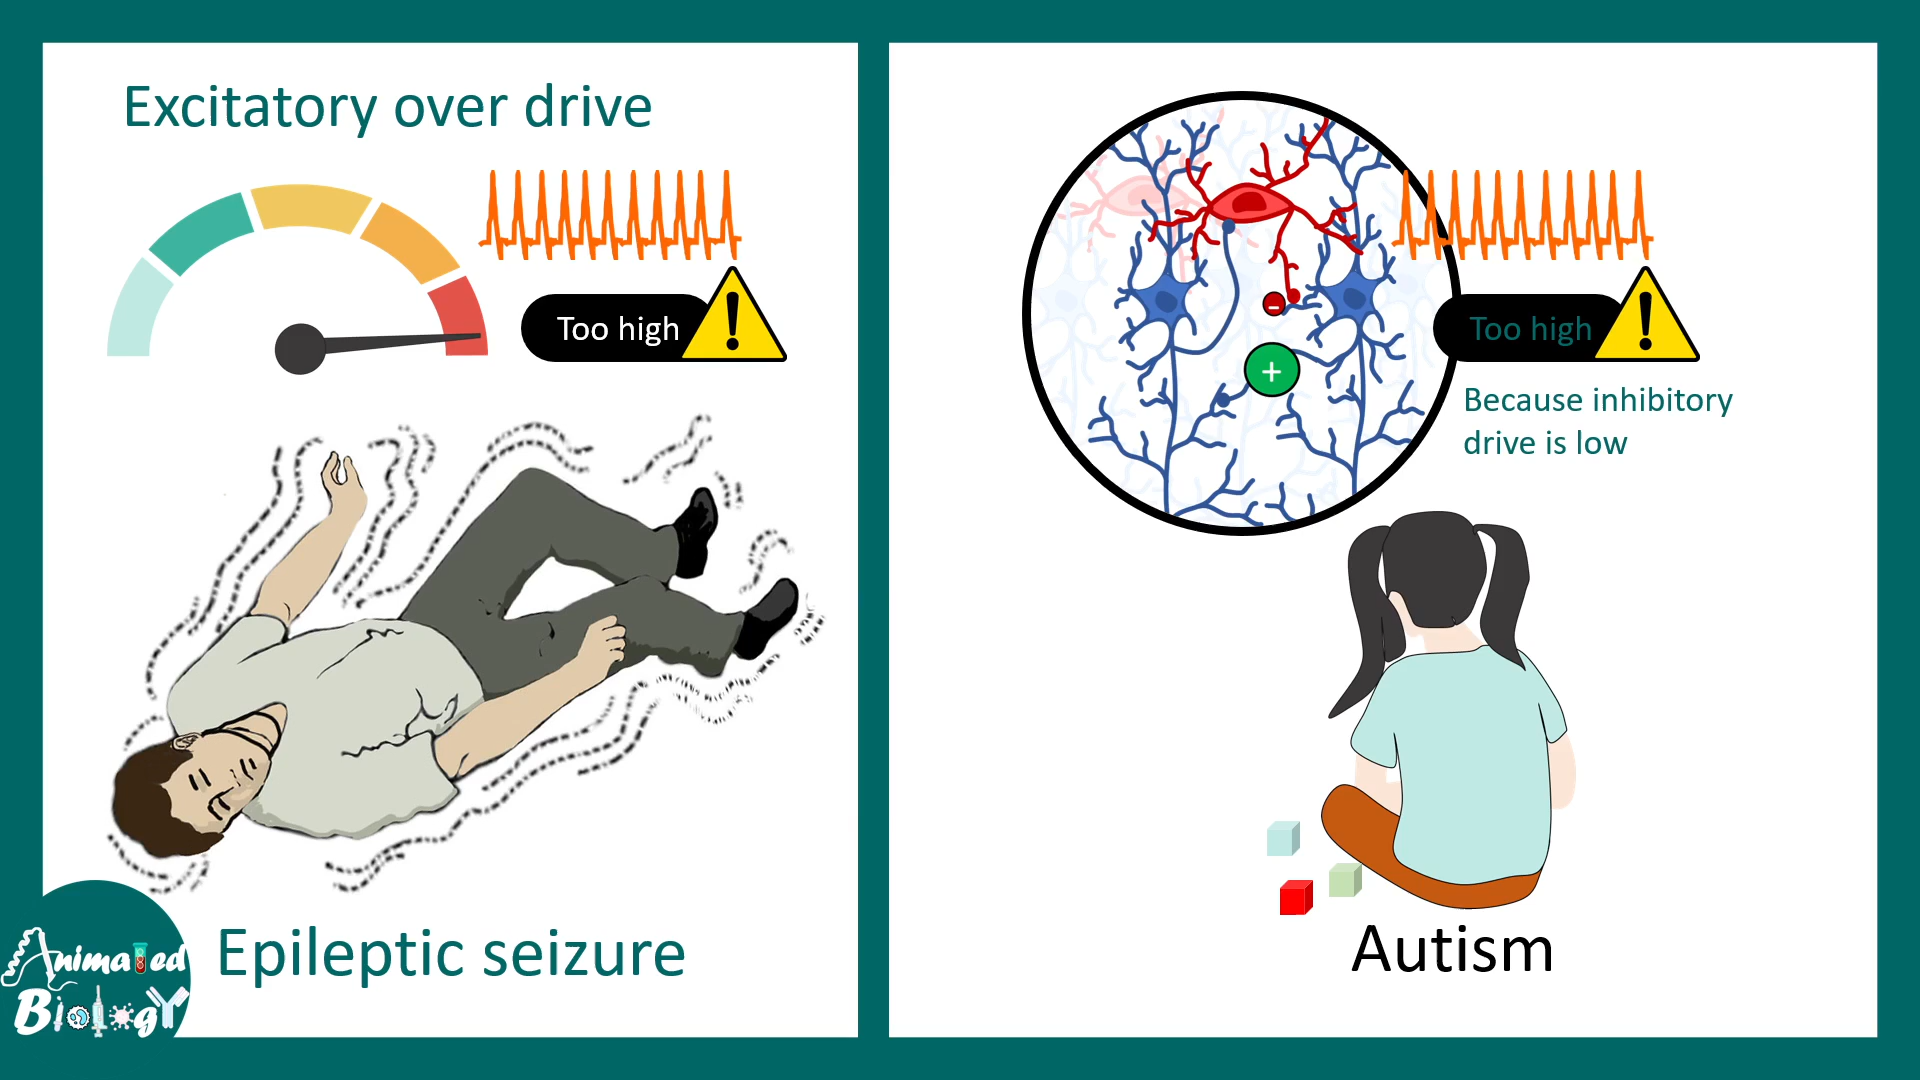 Excitatory over drive
Too high
Epileptic seizure
Animated
Biology
-
+
Too high
Because inhibitory
drive is low
Autism